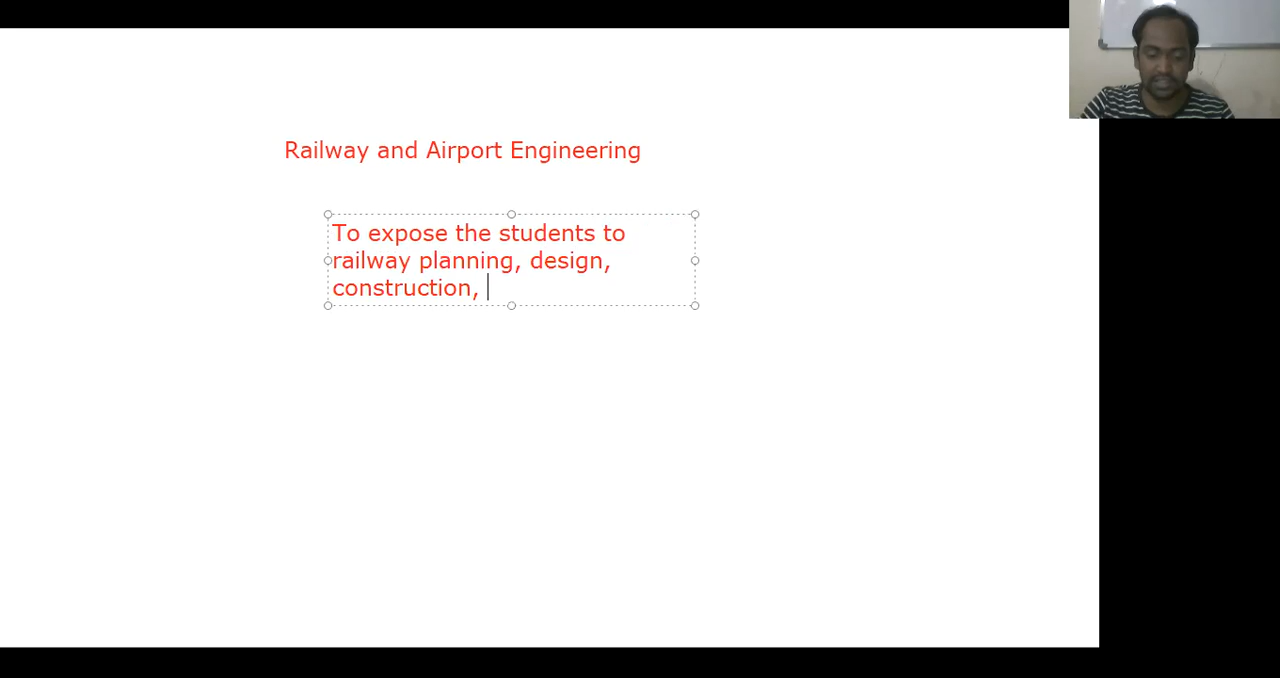 Railway and Airport Engineering
To expose the students to
railway planning, design,
construction,